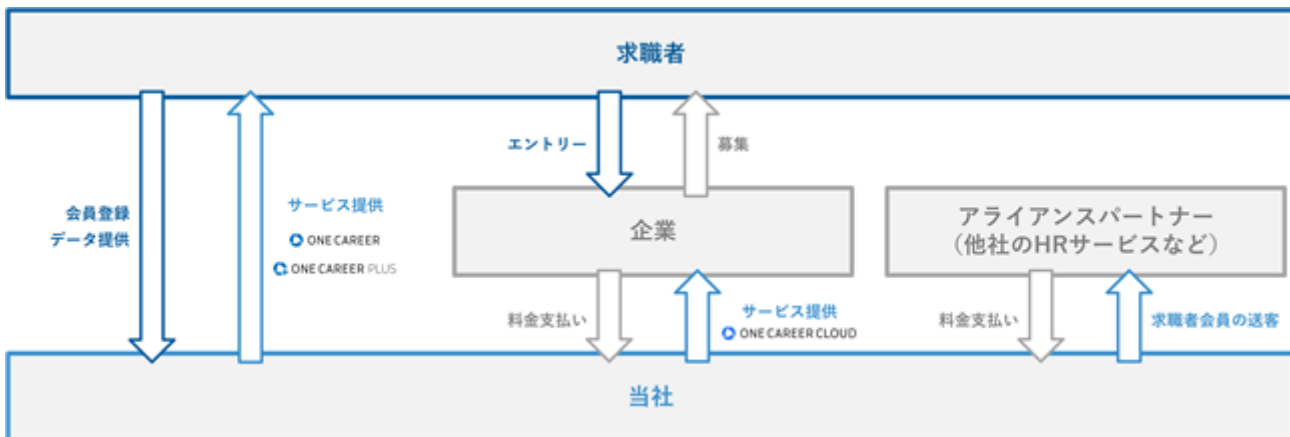 求職者
エントリー
募集
会員登録
データ提供
サービス提供
ONE CAREER
ONE CAREER PLUS
企業
アライアンスパートナー
（他社のHRサービスなど）
料金支払い
サービス提供
ONE CAREER CLOUD
料金支払い
求職者会員の送客
当社